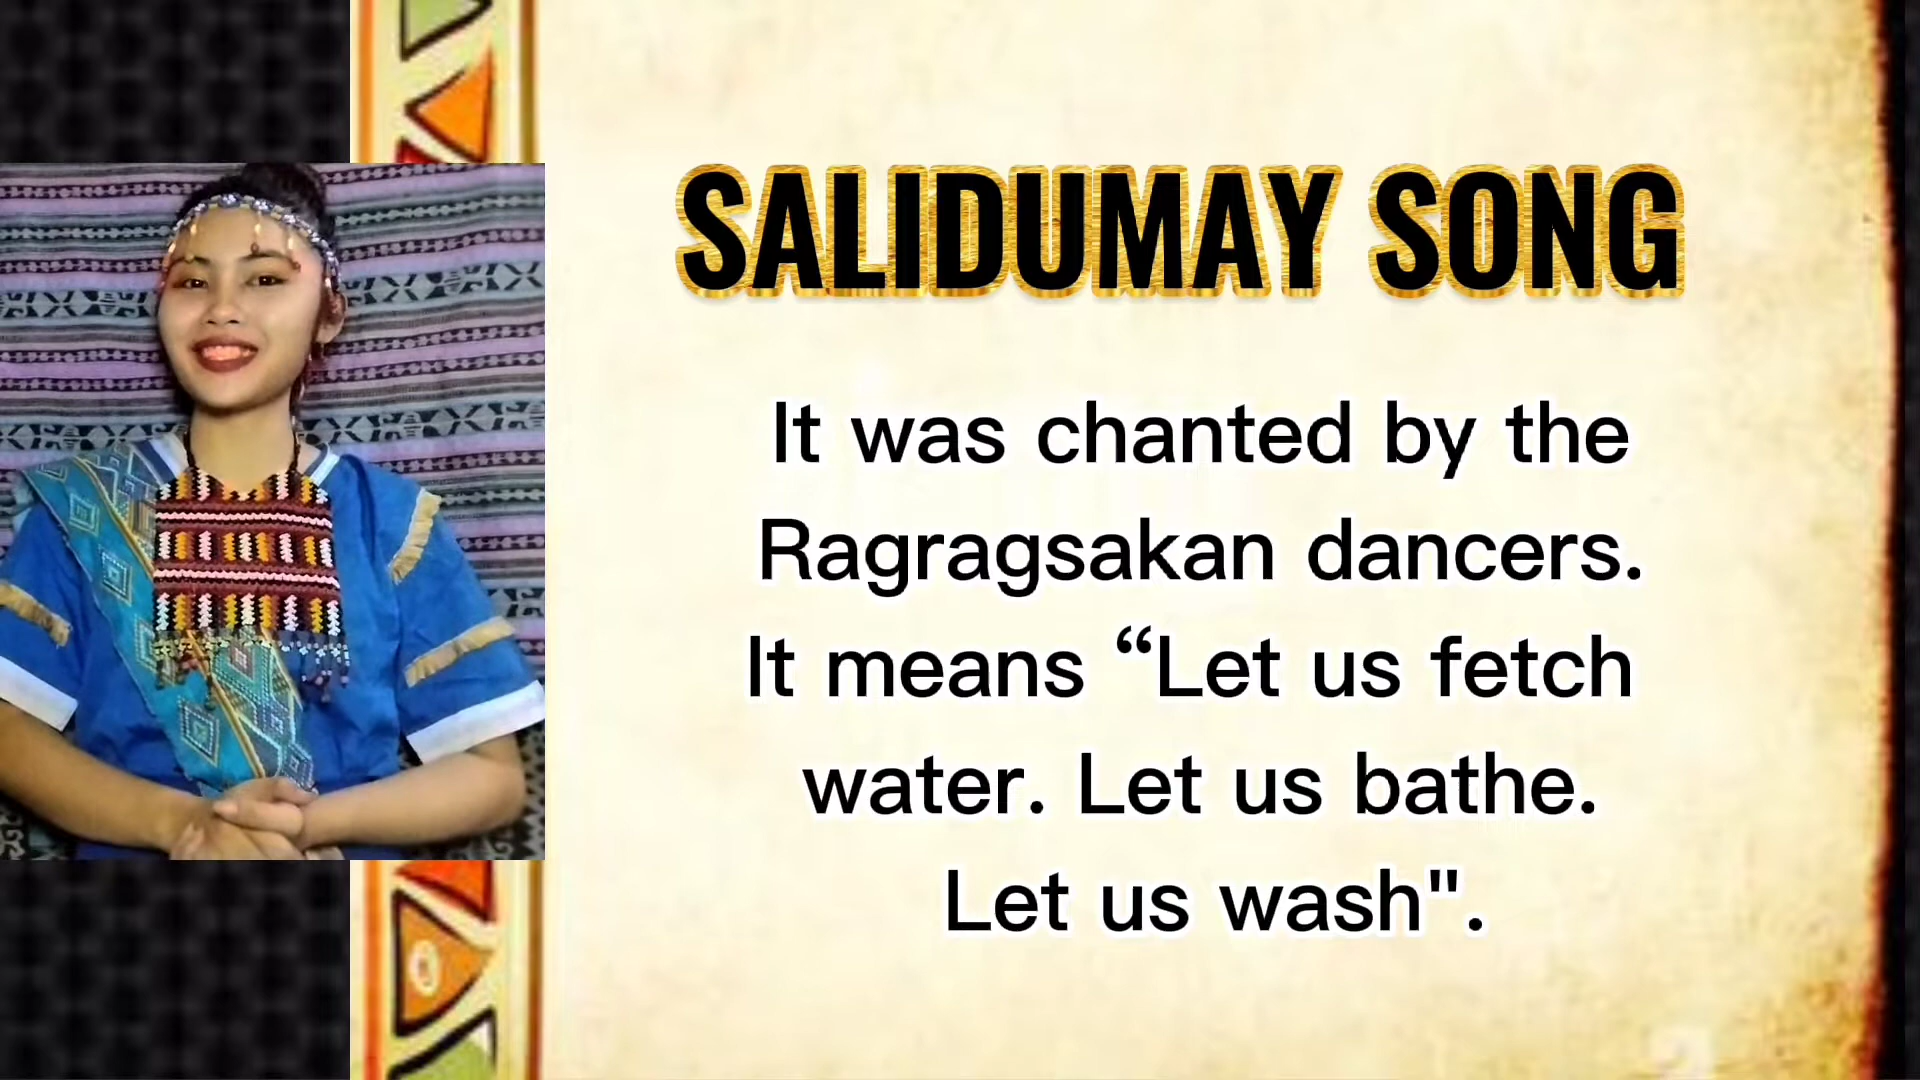 SALIDUMAY SONG
It was chanted by the
Ragragsakan dancers.
It means “Let us fetch
water. Let us bathe.
Let us wash".